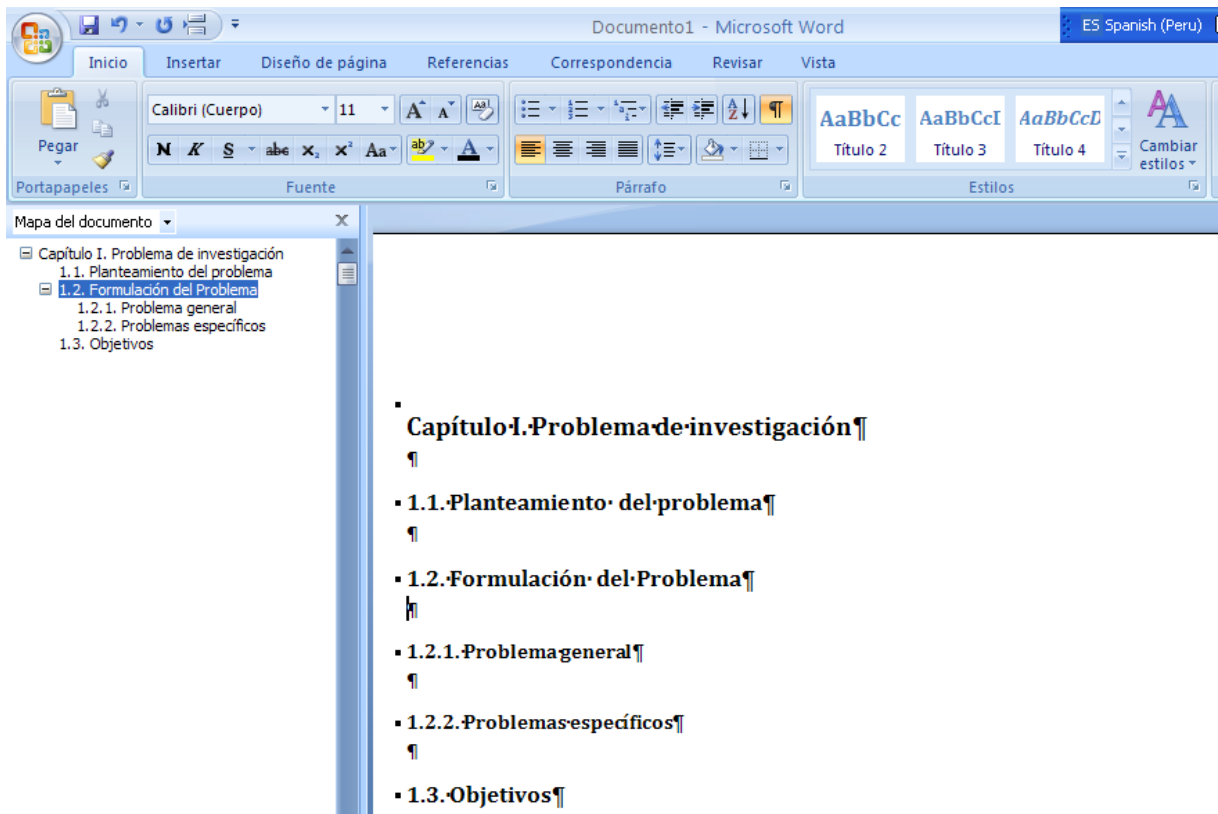 Documento1 - Microsoft Word
ES Spanish (Peru)
Inicio Insertar Diseño de página Referencias Correspondencia Revisar Vista
Calibri (Cuerpo) 11
Pegar
N K S abc X₂ X² Aa ab A
AaBbCc AaBbCcI AaBbCcD
Título 2 Título 3 Título 4
Cambiar estilos
Portapapeles Fuente Párrafo Estilos
Mapa del documento
Capítulo I. Problema de investigación
1.1. Planteamiento del problema
1.2. Formulación del Problema
1.2.1. Problema general
1.2.2. Problemas específicos
1.3. Objetivos
Capítulo·I.·Problema·de·investigación¶
¶
1.1.·Planteamiento· del·problema¶
¶
1.2.·Formulación· del·Problema¶
¶
1.2.1.·Problema·general¶
¶
1.2.2.·Problemas·específicos¶
¶
1.3.·Objetivos¶